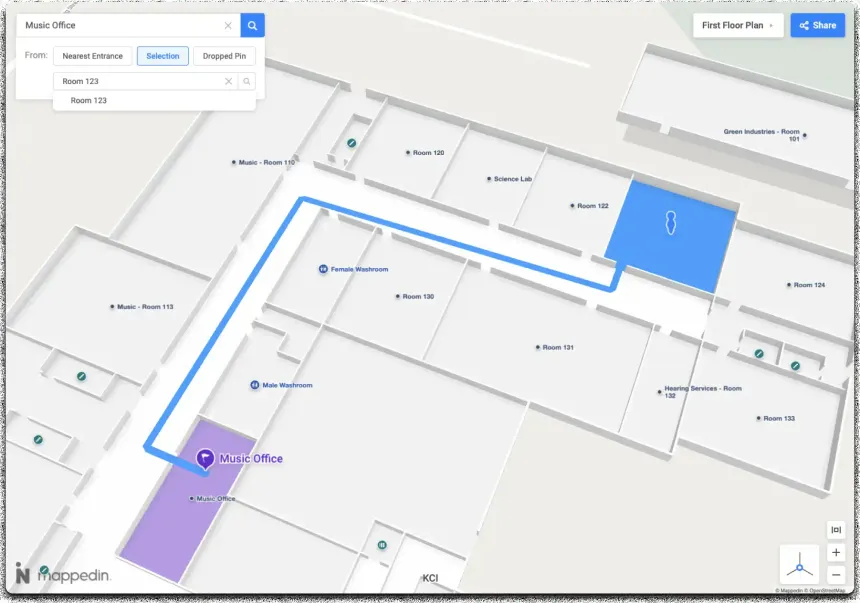 Music Office
First Floor Plan
Share
From:
Nearest Entrance
Selection
Dropped Pin
Room 123
Room 123
Green Industries - Room
101
Music - Room 110
Room 120
Science Lab
Room 122
Female Washroom
Room 130
Room 124
Music - Room 113
Room 131
Male Washroom
Hearing Services - Room
132
Room 133
Music Office
Music Office
KCI
mappedin
© Mappedin © OpenStreetMap